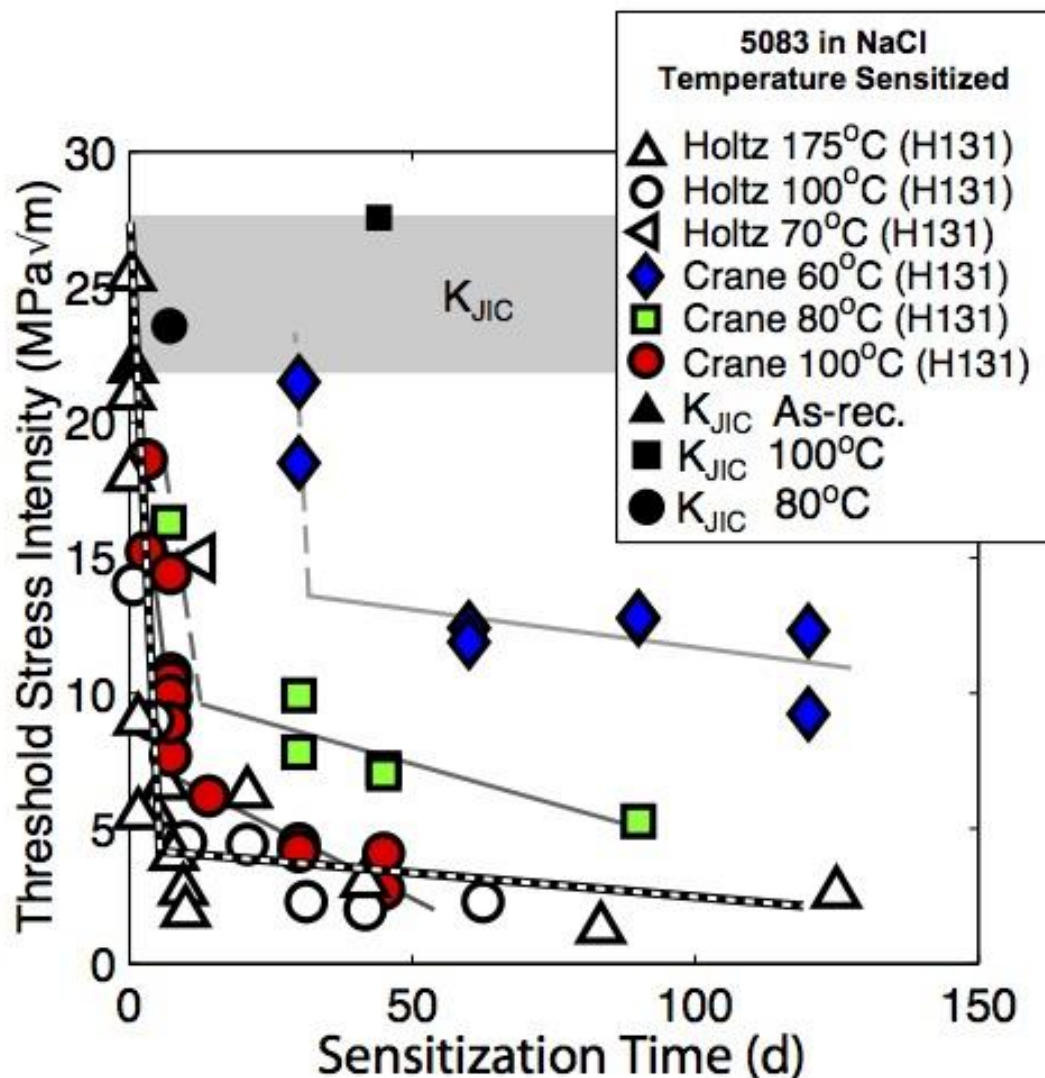 5083 in NaCl
Temperature Sensitized
Holtz 175°C (H131)
Holtz 100°C (H131)
Holtz 70°C (H131)
Crane 60°C (H131)
Crane 80°C (H131)
Crane 100°C (H131)
KJIC As-rec.
KJIC 100°C
KJIC 80°C
Threshold Stress Intensity (MPa√m)
30
25
20
15
10
5
0
KJIC
0
50
100
150
Sensitization Time (d)